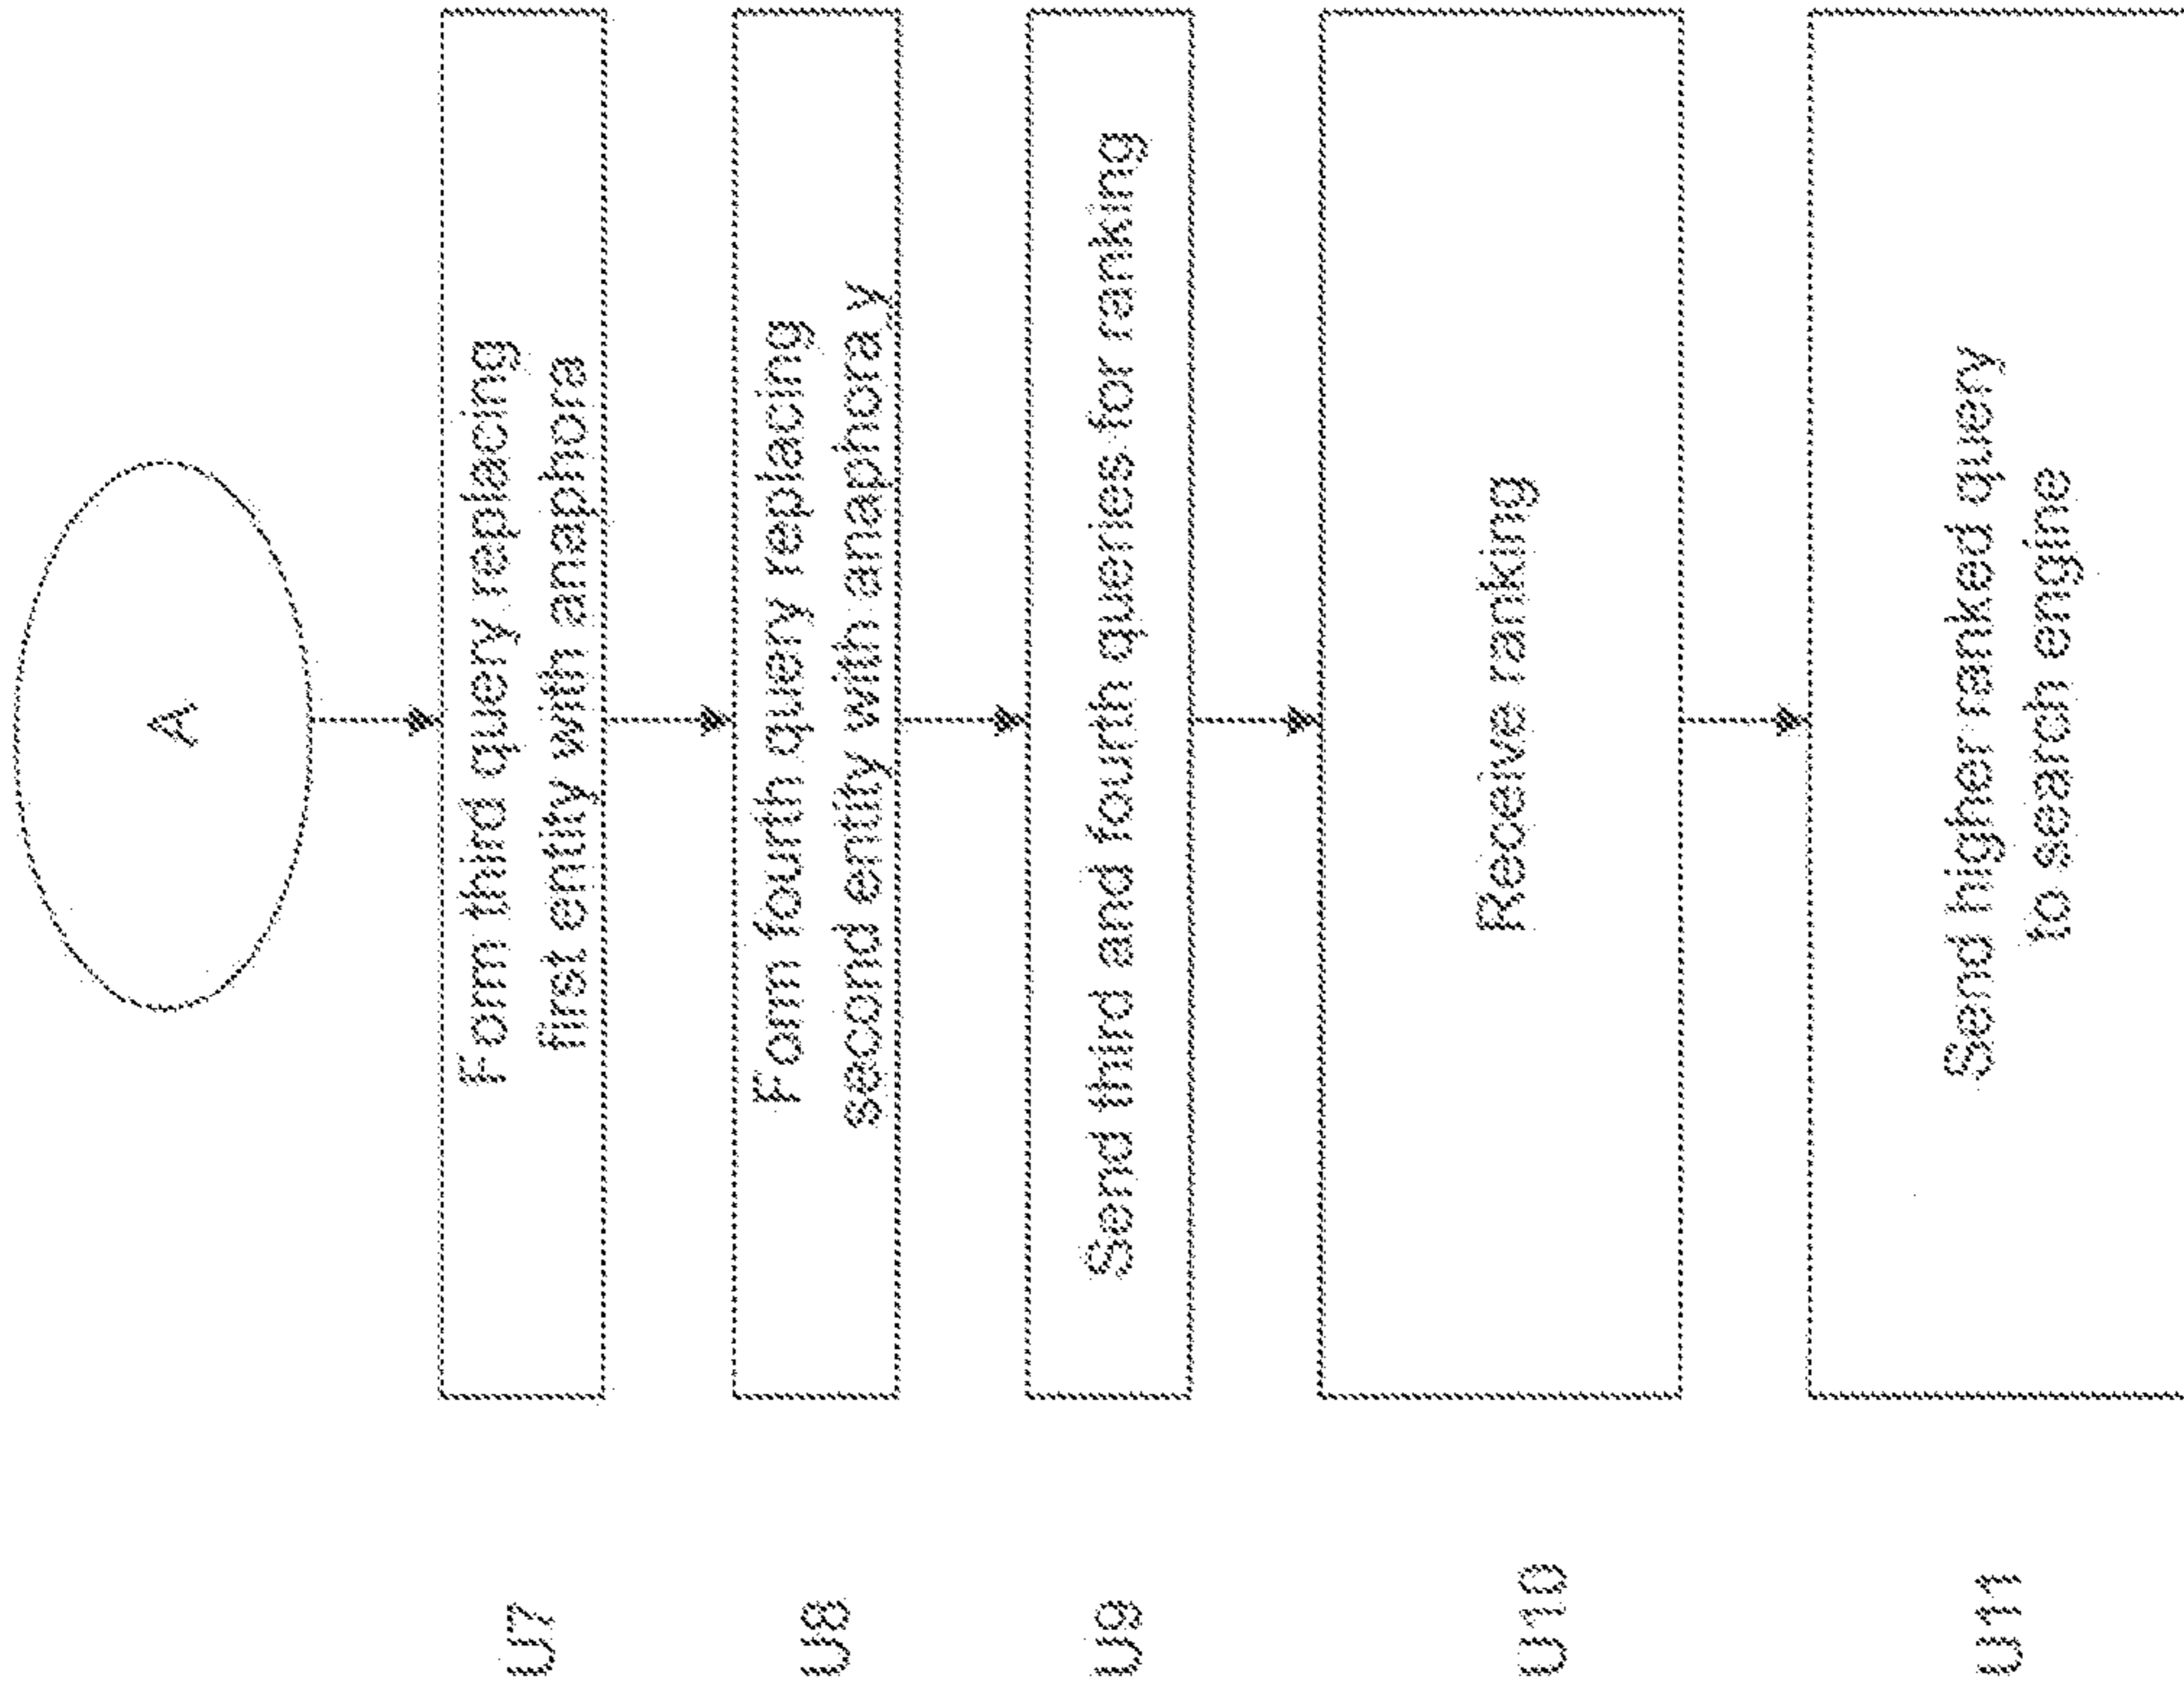 A
U7
Form third query replacing
first entity with anaphora
U8
Form fourth query replacing
second entity with anaphora y
U9
Send third and fourth queries for ranking
U10
Receive ranking
U11
Send higher ranked query
to search engine